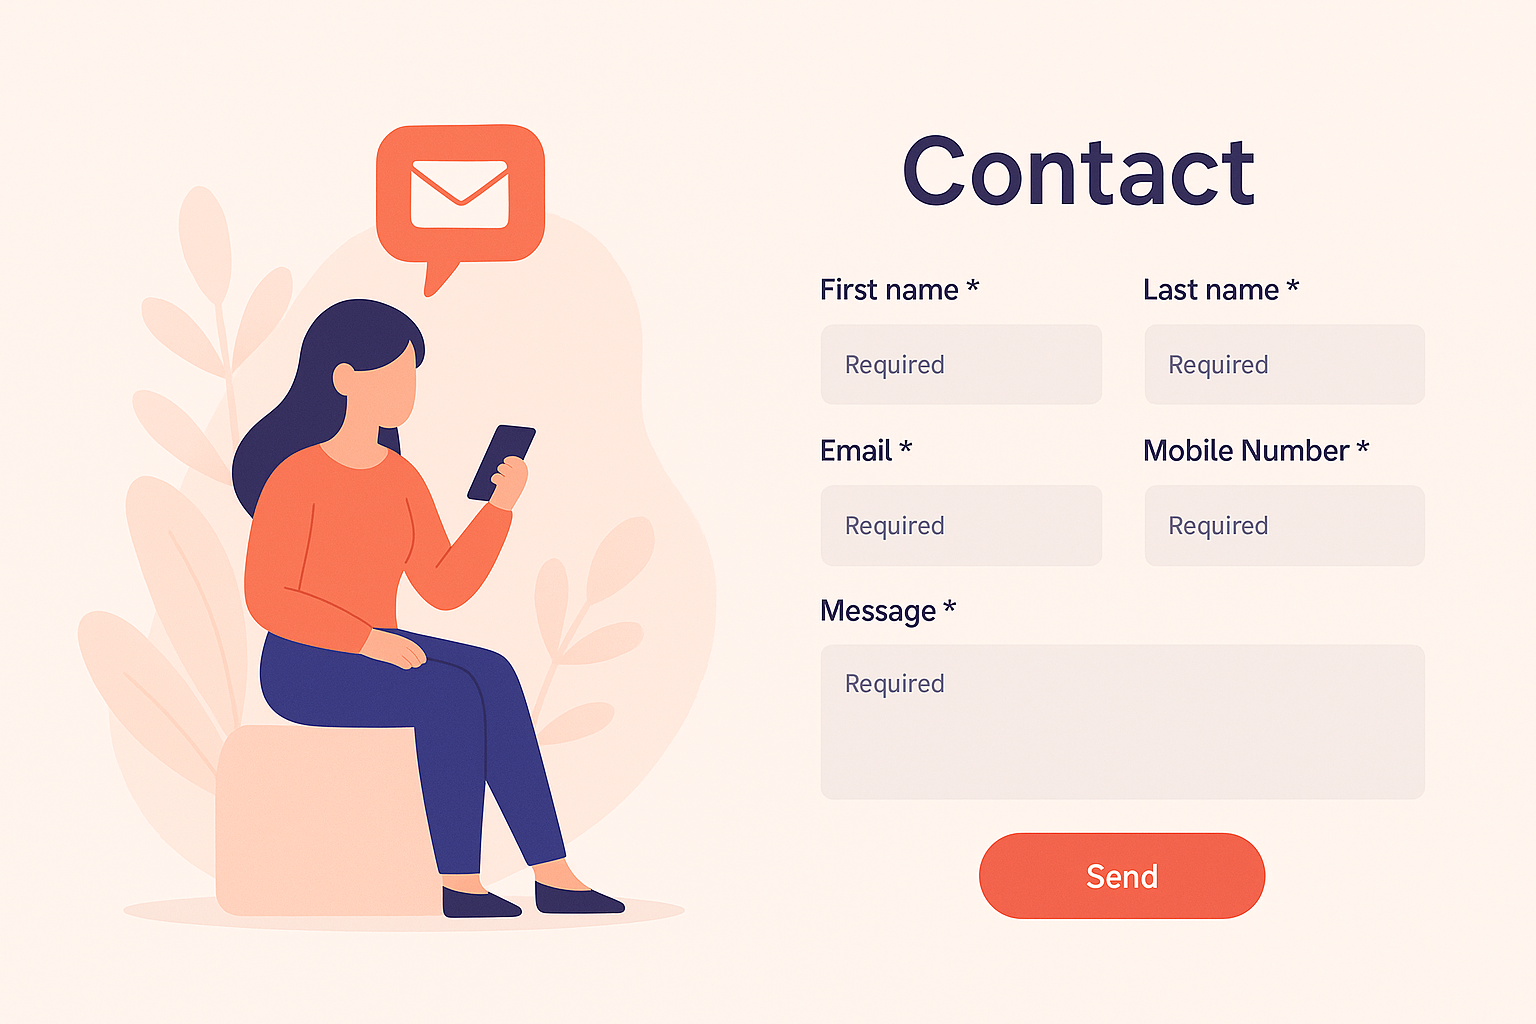 Contact
First name * Last name *
Required Required
Email * Mobile Number *
Required Required
Message *
Required
Send